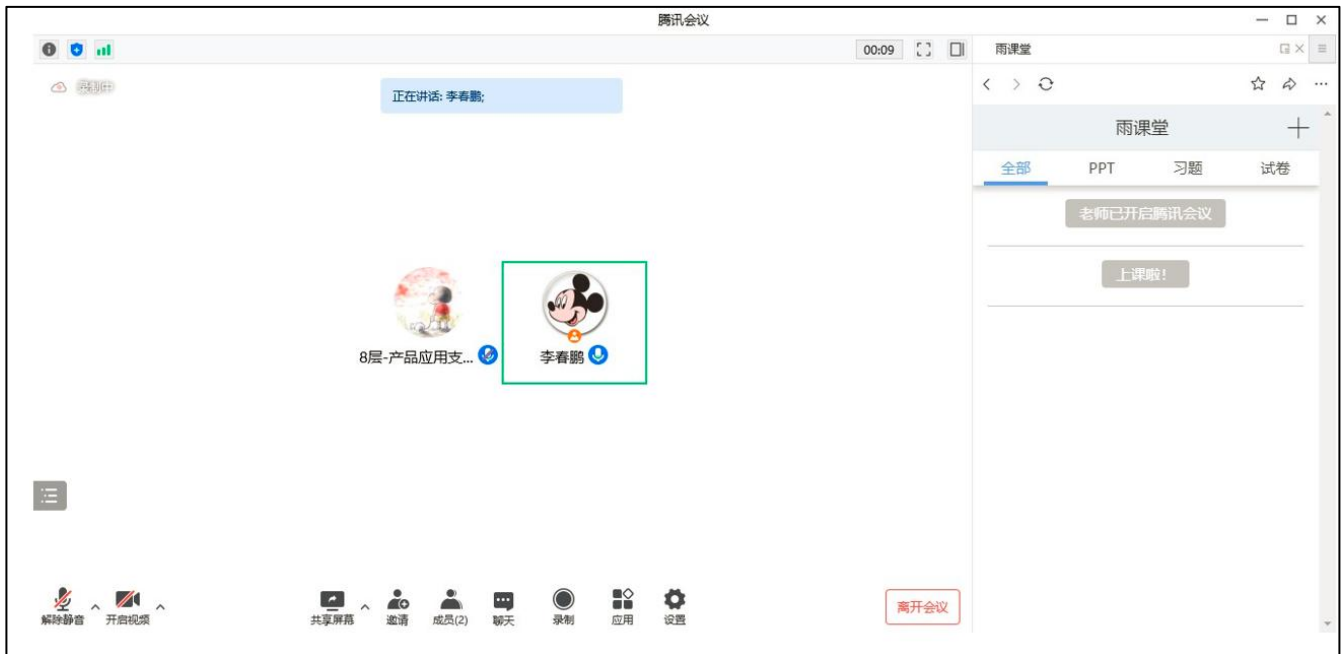 腾讯会议
00:09
雨课堂
录制中
正在讲话: 李春鹏;
雨课堂
全部 PPT 习题 试卷
老师已开启腾讯会议
上课啦!
8层-产品应用支...
李春鹏
解除静音 开启视频 共享屏幕 邀请 成员(2) 聊天 录制 应用 设置 离开会议